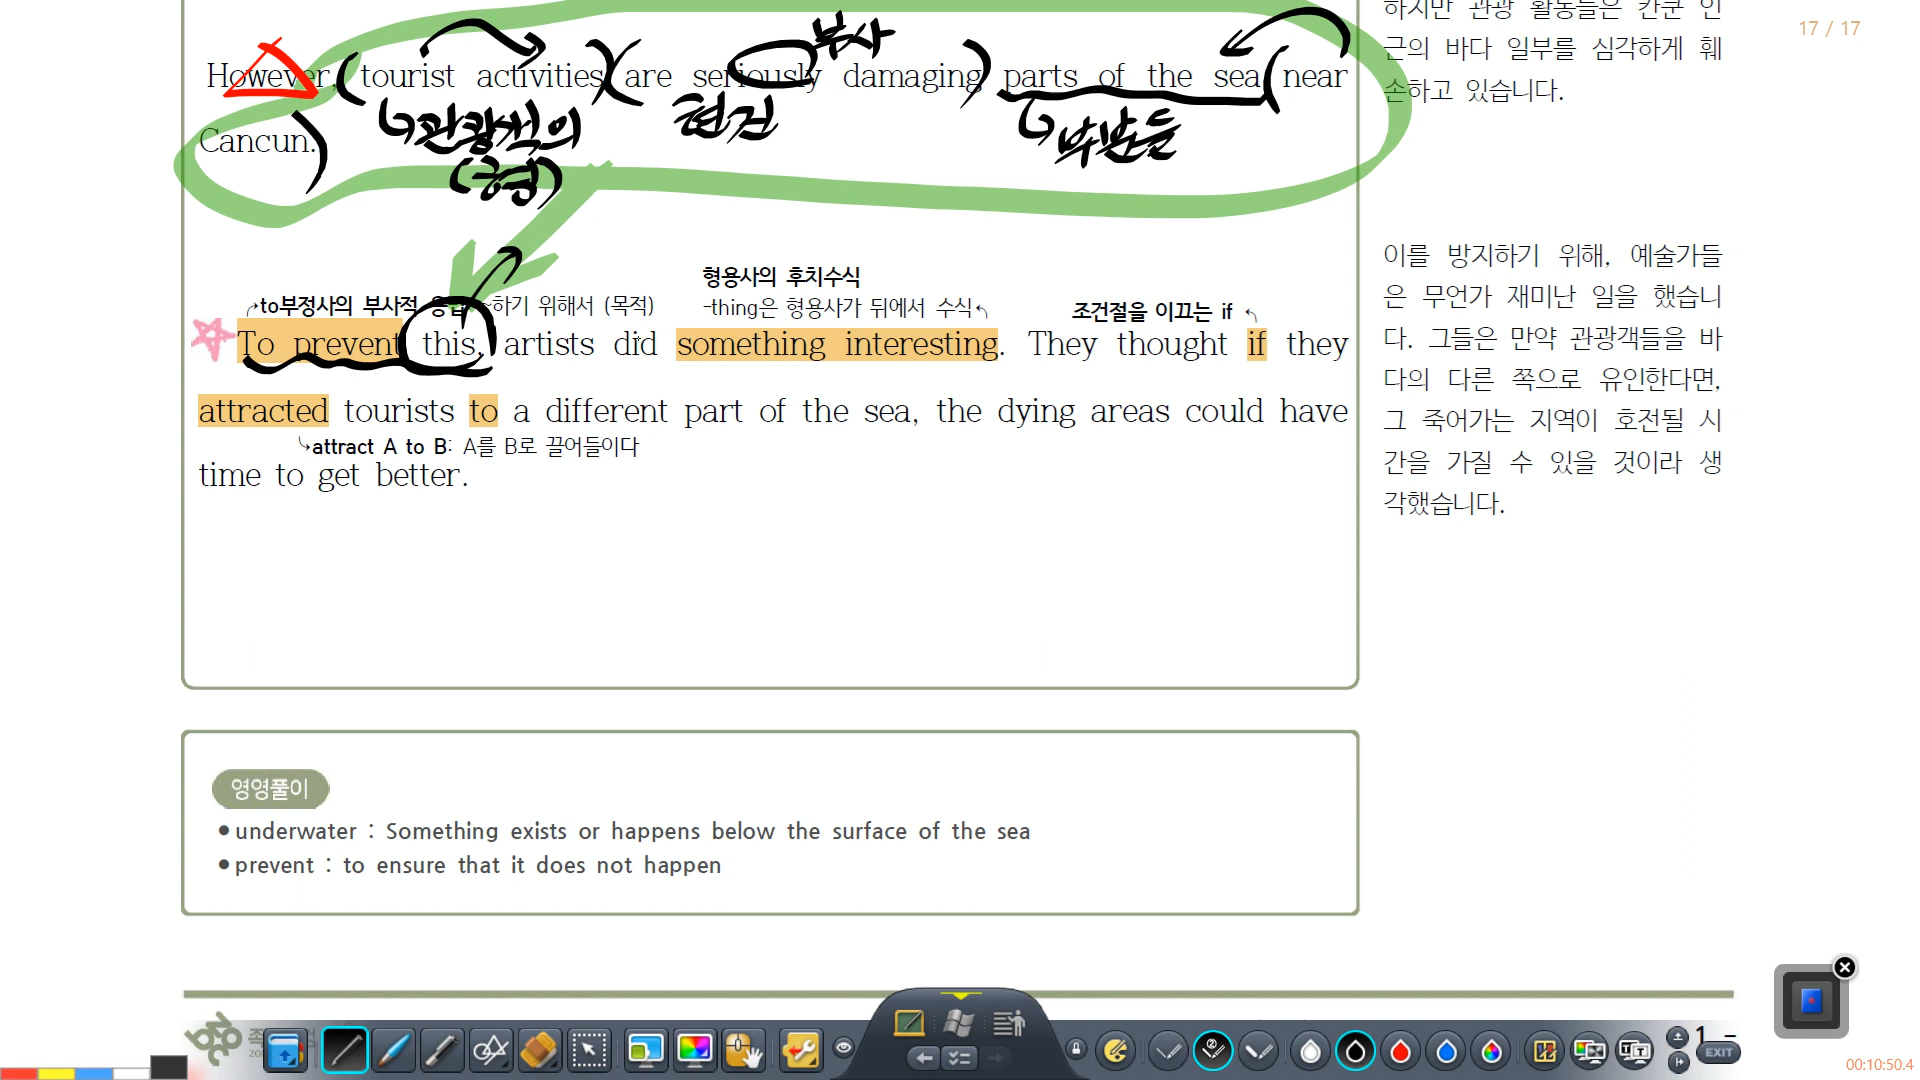 하지만 관광 활동들은 칸쿤 인
근의 바다 일부를 심각하게 훼
손하고 있습니다.
17 / 17
부사
However, tourist activities are seriously damaging parts of the sea near
관광객의
(형)
현진
부분들
Cancun.
형용사의 후치수식
to부정사의 부사적 용법 ~하기 위해서 (목적)
-thing은 형용사가 뒤에서 수식
조건절을 이끄는 if
To prevent this, artists did something interesting. They thought if they
attracted tourists to a different part of the sea, the dying areas could have
attract A to B: A를 B로 끌어들이다
time to get better.
이를 방지하기 위해, 예술가들
은 무언가 재미난 일을 했습니
다. 그들은 만약 관광객들을 바
다의 다른 쪽으로 유인한다면,
그 죽어가는 지역이 호전될 시
간을 가질 수 있을 것이라 생
각했습니다.
영영풀이
●underwater : Something exists or happens below the surface of the sea
●prevent : to ensure that it does not happen
1
EXIT
00:10:50.4